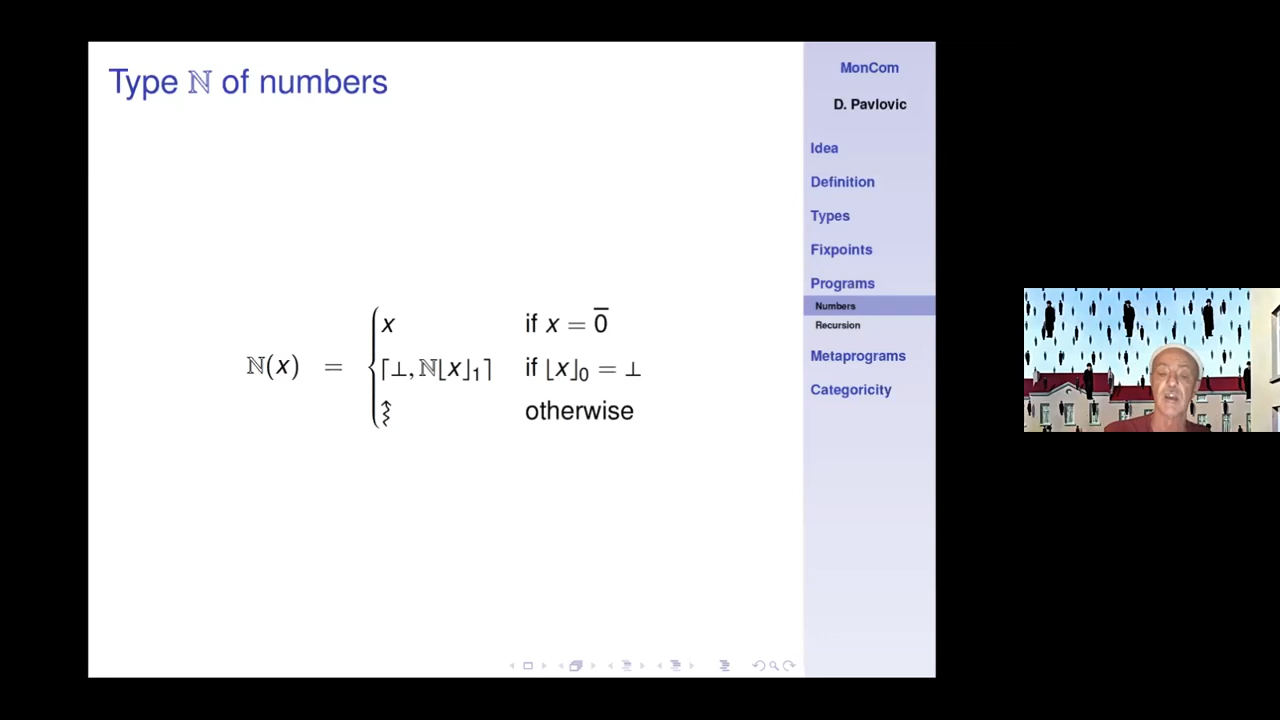 Type ℕ of numbers
ℕ(x) = { x if x = 0̅
⌈⊥, ℕ⌊x⌋₁⌉ if ⌊x⌋₀ = ⊥
otherwise
MonCom
D. Pavlovic
Idea
Definition
Types
Fixpoints
Programs
Numbers
Recursion
Metaprograms
Categoricity